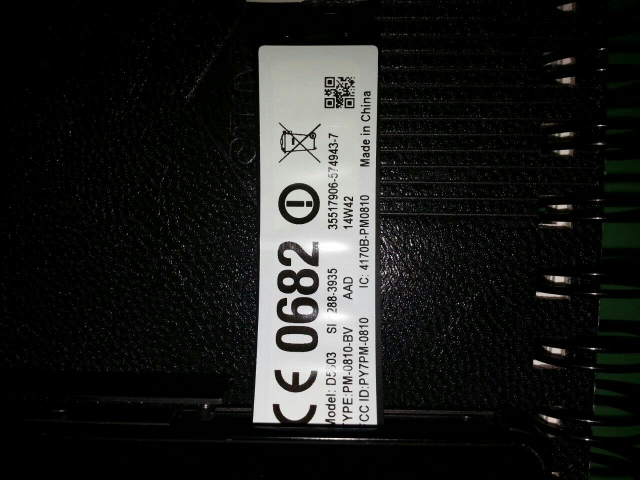 CE 0682
Model: D5503 SI 288-3935 35517906-574943-7
TYPE:PM-0810-BV AAD 14W42
FCC ID:PY7PM-0810 IC: 4170B-PM0810 Made in China